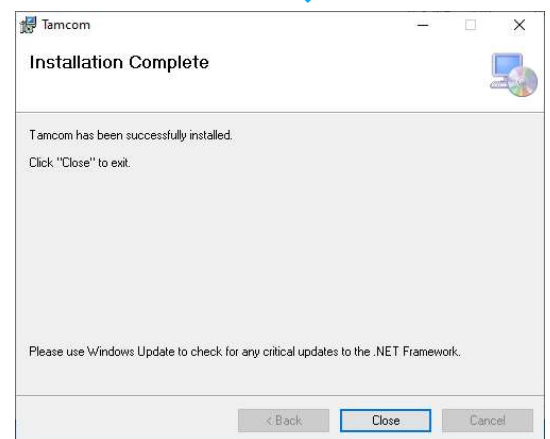 Tamcom
Installation Complete
Tamcom has been successfully installed.
Click "Close" to exit.
Please use Windows Update to check for any critical updates to the .NET Framework.
< Back
Close
Cancel